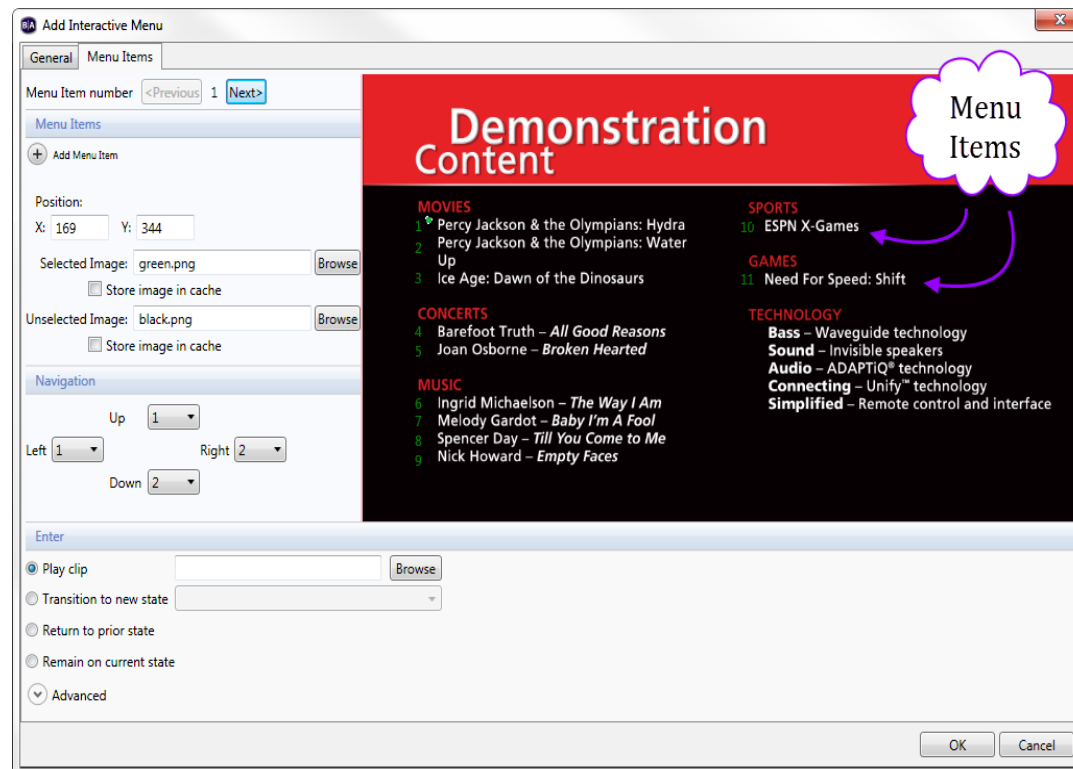 BA Add Interactive Menu
General Menu Items
Menu Item number <Previous 1 Next>
Menu Items
Add Menu Item
Position:
X: 169 Y: 344
Selected Image: green.png Browse
Store image in cache
Unselected Image: black.png Browse
Store image in cache
Navigation
Up 1
Left 1 Right 2
Down 2
Demonstration
Content
Menu
Items
MOVIES
1 Percy Jackson & the Olympians: Hydra
2 Percy Jackson & the Olympians: Water
Up
3 Ice Age: Dawn of the Dinosaurs
CONCERTS
4 Barefoot Truth – All Good Reasons
5 Joan Osborne – Broken Hearted
MUSIC
6 Ingrid Michaelson – The Way I Am
7 Melody Gardot – Baby I'm A Fool
8 Spencer Day – Till You Come to Me
9 Nick Howard – Empty Faces
SPORTS
10 ESPN X-Games
GAMES
11 Need For Speed: Shift
TECHNOLOGY
Bass – Waveguide technology
Sound – Invisible speakers
Audio – ADAPTiQ® technology
Connecting – Unify™ technology
Simplified – Remote control and interface
Enter
Play clip Browse
Transition to new state
Return to prior state
Remain on current state
Advanced
OK Cancel